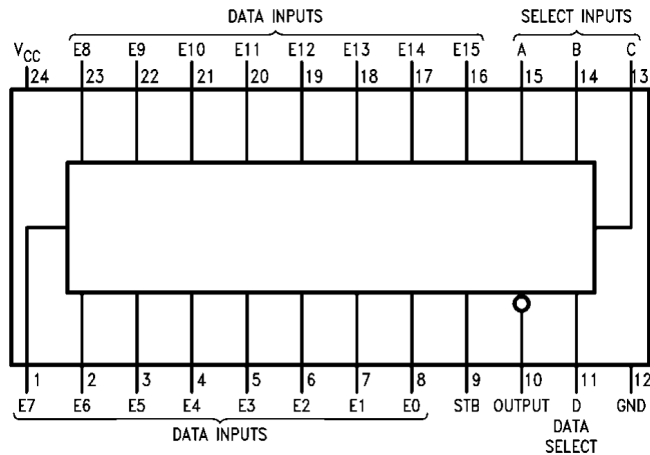 DATA INPUTS SELECT INPUTS
VCC E8 E9 E10 E11 E12 E13 E14 E15 A B C
24 23 22 21 20 19 18 17 16 15 14 13
1 2 3 4 5 6 7 8 9 10 11 12
E7 E6 E5 E4 E3 E2 E1 E0 STB OUTPUT D GND
DATA INPUTS DATA
SELECT